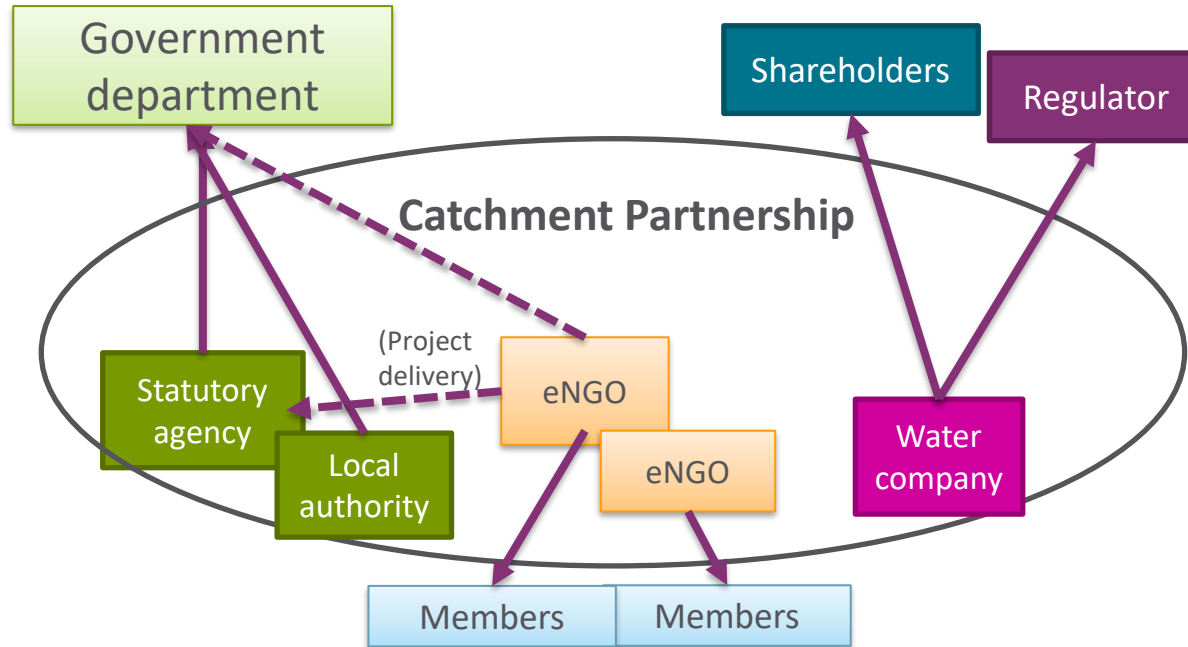 Government
department
Shareholders
Regulator
Catchment Partnership
(Project
delivery)
Statutory
agency
eNGO
Local
authority
eNGO
Water
company
Members
Members